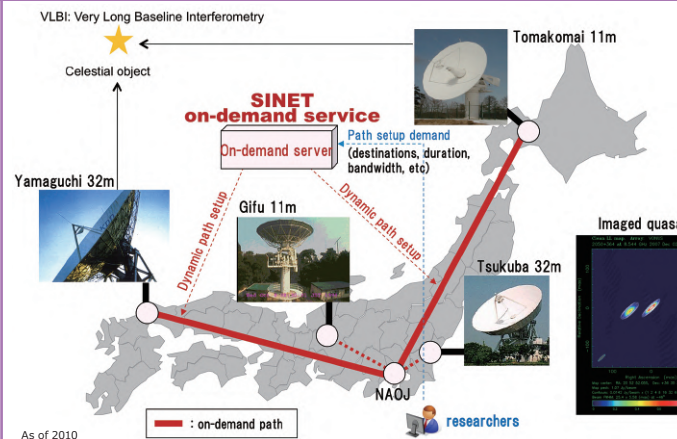 VLBI: Very Long Baseline Interferometry
Celestial object
Tomakomai 11m
SINET
on-demand service
On-demand server
Path setup demand
(destinations, duration,
bandwidth, etc)
Yamaguchi 32m
Gifu 11m
Dynamic path setup
Dynamic path setup
Imaged quasa
Tsukuba 32m
NAOJ
: on-demand path
researchers
As of 2010